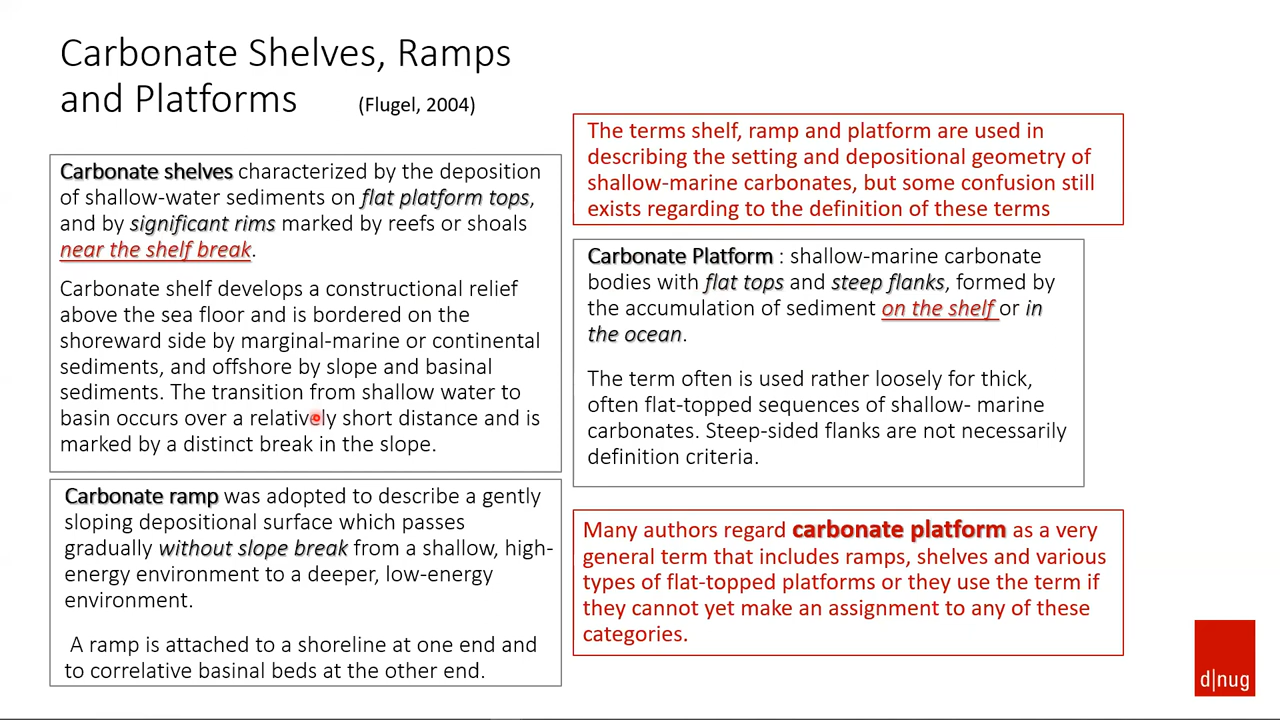 Carbonate Shelves, Ramps
and Platforms (Flugel, 2004)
Carbonate shelves characterized by the deposition
of shallow-water sediments on flat platform tops,
and by significant rims marked by reefs or shoals
near the shelf break.
Carbonate shelf develops a constructional relief
above the sea floor and is bordered on the
shoreward side by marginal-marine or continental
sediments, and offshore by slope and basinal
sediments. The transition from shallow water to
basin occurs over a relatively short distance and is
marked by a distinct break in the slope.
Carbonate ramp was adopted to describe a gently
sloping depositional surface which passes
gradually without slope break from a shallow, high-
energy environment to a deeper, low-energy
environment.
A ramp is attached to a shoreline at one end and
to correlative basinal beds at the other end.
The terms shelf, ramp and platform are used in
describing the setting and depositional geometry of
shallow-marine carbonates, but some confusion still
exists regarding to the definition of these terms
Carbonate Platform : shallow-marine carbonate
bodies with flat tops and steep flanks, formed by
the accumulation of sediment on the shelf or in
the ocean.
The term often is used rather loosely for thick,
often flat-topped sequences of shallow- marine
carbonates. Steep-sided flanks are not necessarily
definition criteria.
Many authors regard carbonate platform as a very
general term that includes ramps, shelves and various
types of flat-topped platforms or they use the term if
they cannot yet make an assignment to any of these
categories.
d|nug